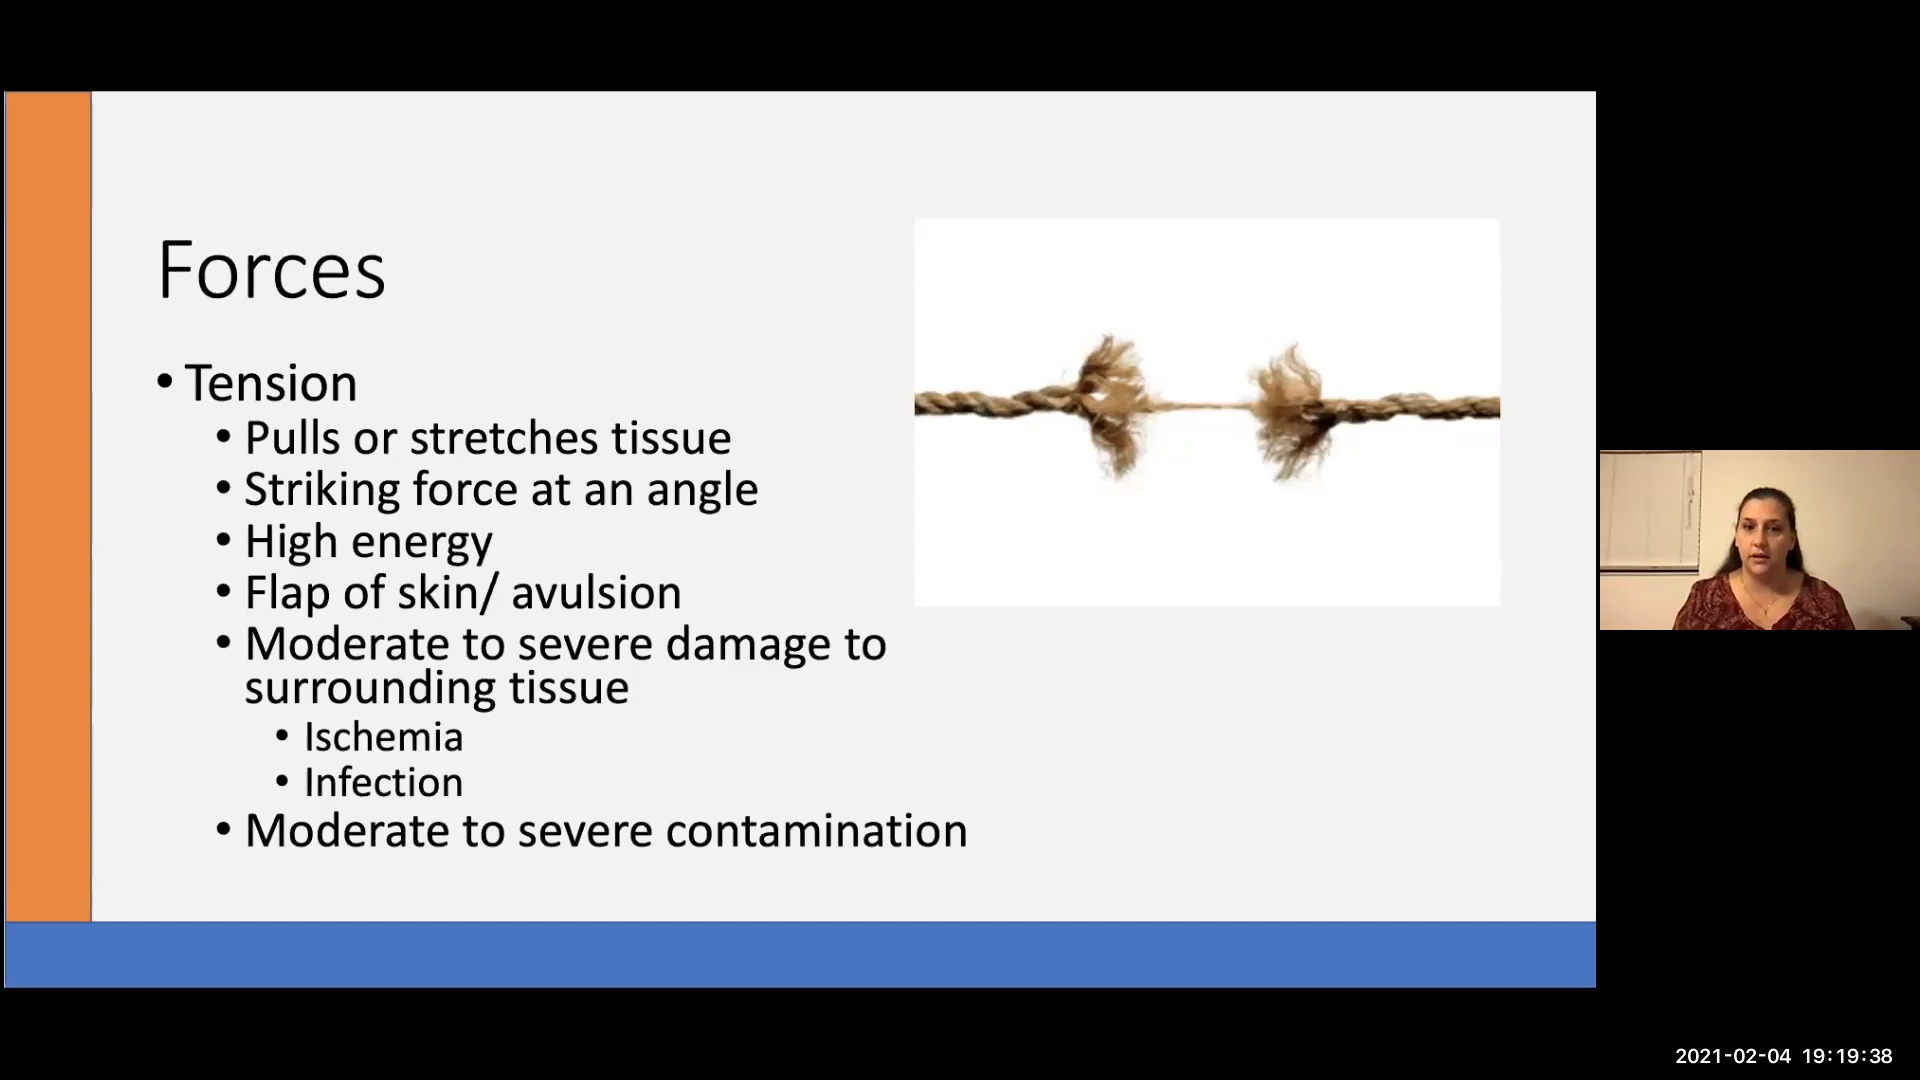 Forces
• Tension
• Pulls or stretches tissue
• Striking force at an angle
• High energy
• Flap of skin/ avulsion
• Moderate to severe damage to
surrounding tissue
• Ischemia
• Infection
• Moderate to severe contamination
2021-02-04 19:19:38